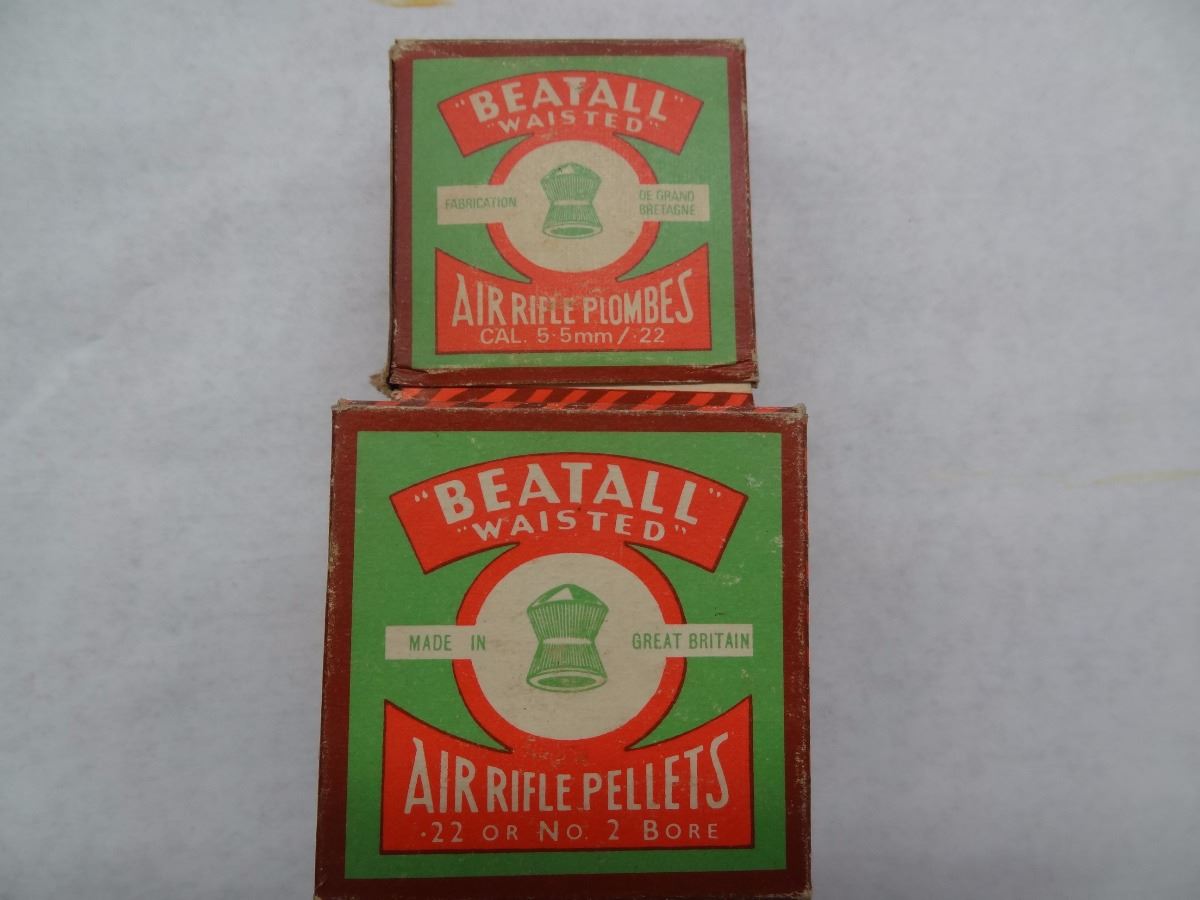 "BEATALL"
"WAISTED"
FABRICATION
DE GRAND
BRETAGNE
AIR RIFLE PLOMBES
CAL. 5·5mm/·22
"BEATALL"
"WAISTED"
MADE IN GREAT BRITAIN
AIR RIFLE PELLETS
·22 OR No. 2 BORE